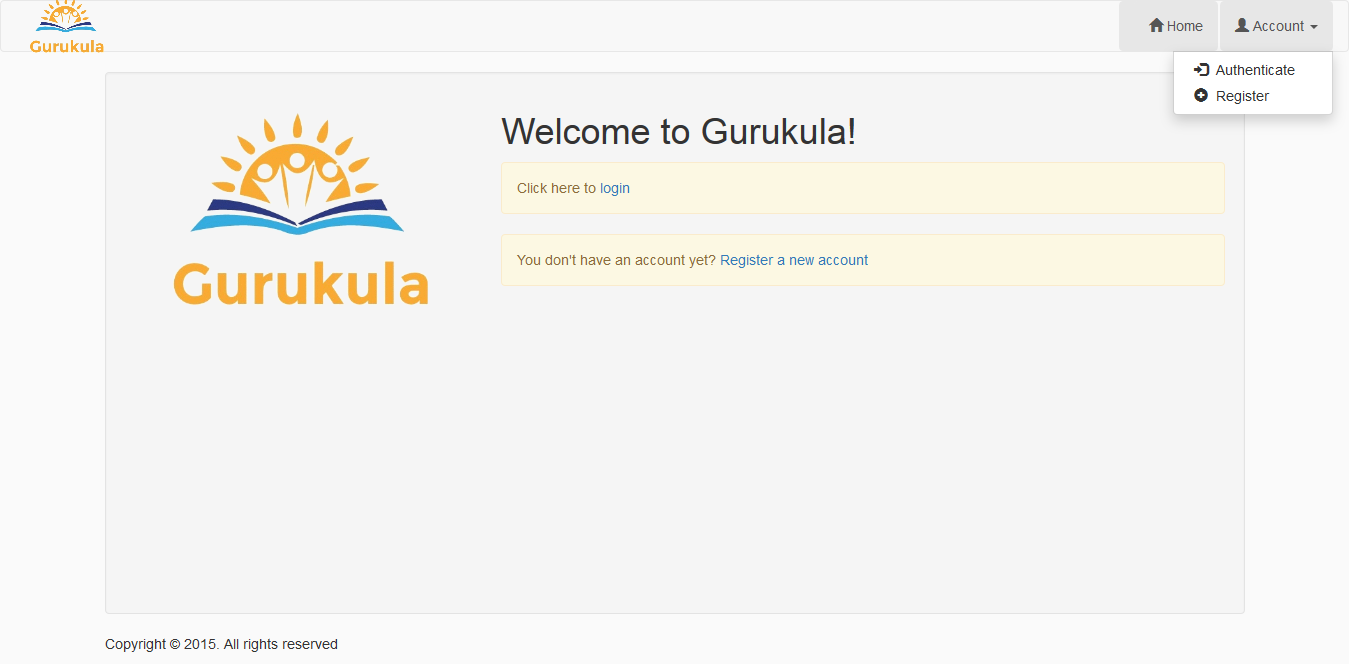 Gurukula
Home
Account
Authenticate
Register
Gurukula
Welcome to Gurukula!
Click here to login
You don't have an account yet? Register a new account
Copyright © 2015. All rights reserved